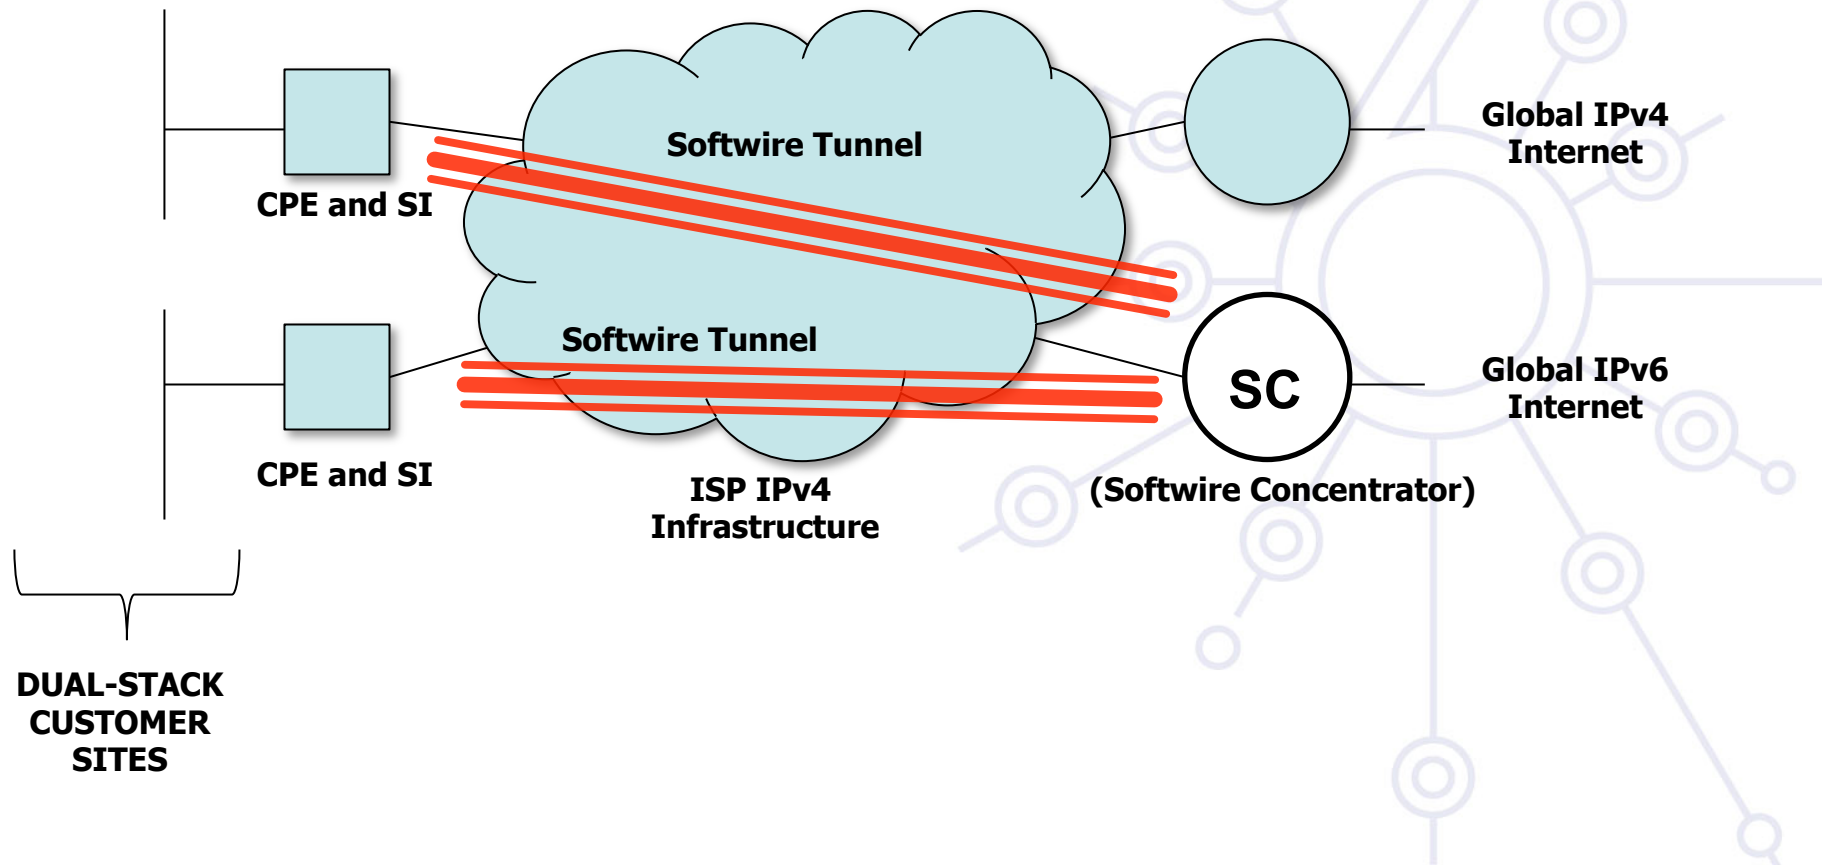 Softwire Tunnel
Global IPv4
Internet
CPE and SI
Softwire Tunnel
SC
Global IPv6
Internet
CPE and SI
ISP IPv4
Infrastructure
(Softwire Concentrator)
DUAL-STACK
CUSTOMER
SITES